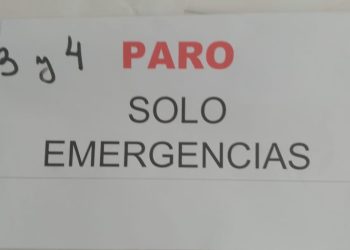 3 y 4 PARO
SOLO
EMERGENCIAS